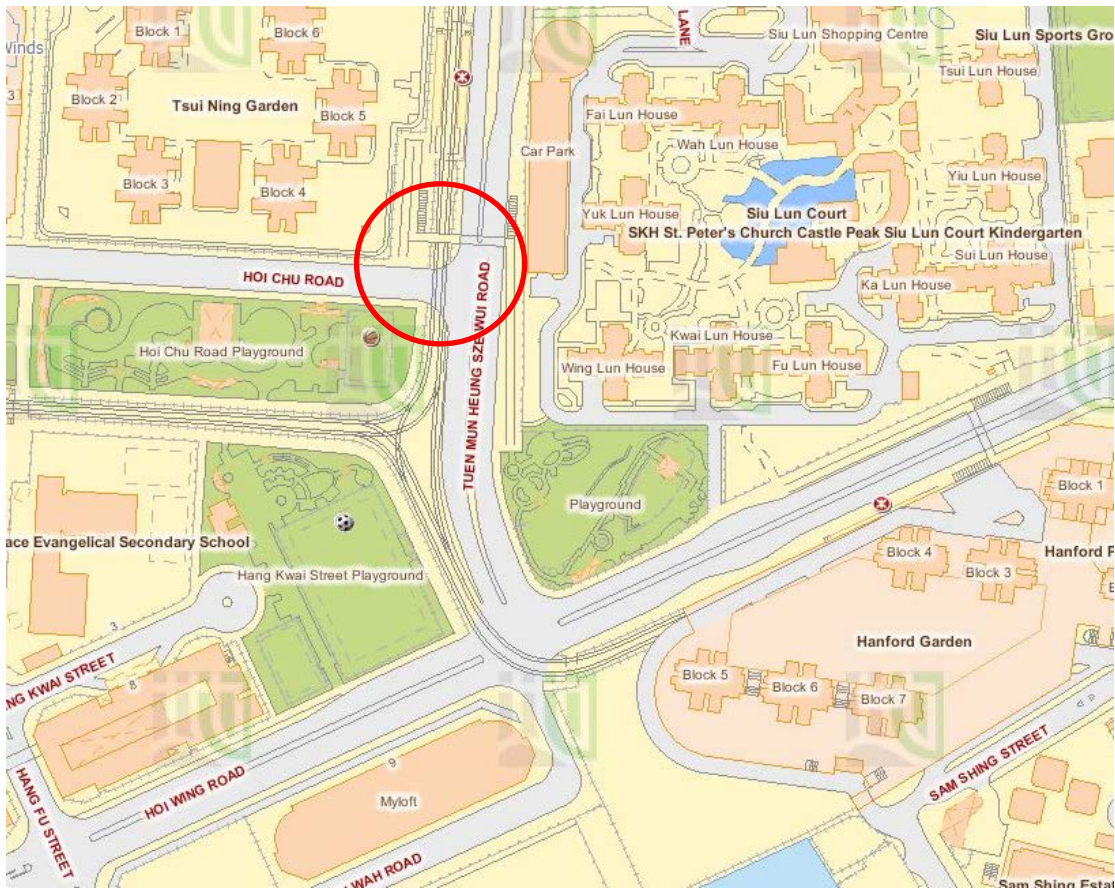 Block 1
Block 6
LANE
Siu Lun Shopping Centre
Siu Lun Sports Gro
Winds
Tsui Lun House
Block 2
Tsui Ning Garden
Block 5
Fai Lun House
Car Park
Wah Lun House
Yiu Lun House
Block 3
Block 4
Yuk Lun House
Siu Lun Court
SKH St. Peter's Church Castle Peak Siu Lun Court Kindergarten
Sui Lun House
HOI CHU ROAD
Ka Lun House
TUEN MUN HEUNG SZE WUI ROAD
Hoi Chu Road Playground
Kwai Lun House
Wing Lun House
Fu Lun House
Block 1
Playground
ace Evangelical Secondary School
Block 4
Block 3
Hanford P
Hang Kwai Street Playground
3
Hanford Garden
NG KWAI STREET
8
Block 5
Block 6
Block 7
9
HOI WING ROAD
SAM SHING STREET
Myloft
HANG FU STREET
WAH ROAD
Sam Shing Esta